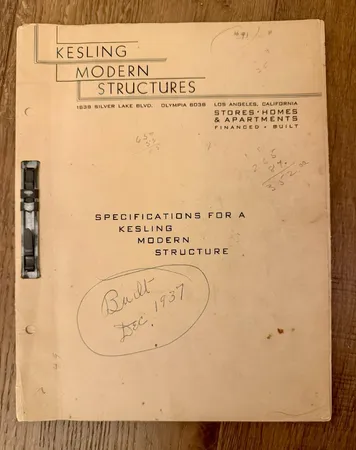 KESLING
MODERN
STRUCTURES
1639 SILVER LAKE BLVD. OLYMPIA 6038 LOS ANGELES, CALIFORNIA
STORES • HOMES
& APARTMENTS
FINANCED • BUILT
SPECIFICATIONS FOR A
KESLING
MODERN
STRUCTURE
Built
Dec 1937